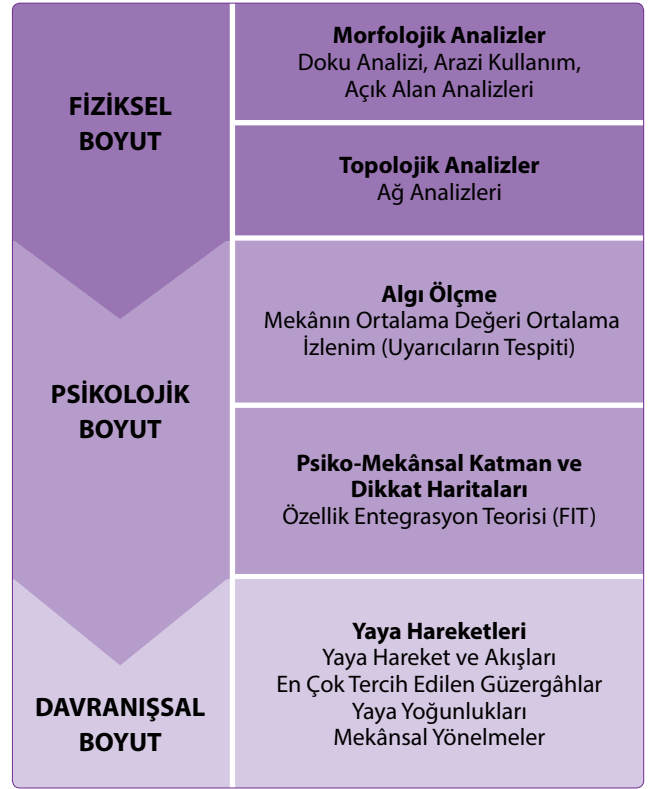 FİZİKSEL
BOYUT
Morfolojik Analizler
Doku Analizi, Arazi Kullanım,
Açık Alan Analizleri
Topolojik Analizler
Ağ Analizleri
PSİKOLOJİK
BOYUT
Algı Ölçme
Mekânın Ortalama Değeri Ortalama
İzlenim (Uyarıcıların Tespiti)
Psiko-Mekânsal Katman ve
Dikkat Haritaları
Özellik Entegrasyon Teorisi (FIT)
DAVRANIŞSAL
BOYUT
Yaya Hareketleri
Yaya Hareket ve Akışları
En Çok Tercih Edilen Güzergâhlar
Yaya Yoğunlukları
Mekânsal Yönelmeler